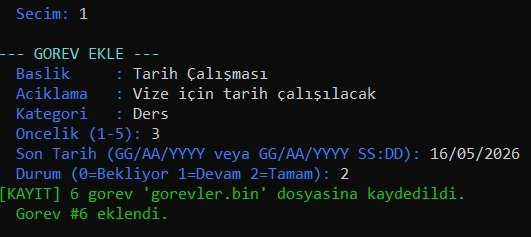 Secim: 1
--- GOREV EKLE ---
Baslik : Tarih Çalışması
Aciklama : Vize için tarih çalışılacak
Kategori : Ders
Oncelik (1-5): 3
Son Tarih (GG/AA/YYYY veya GG/AA/YYYY SS:DD): 16/05/2026
Durum (0=Bekliyor 1=Devam 2=Tamam): 2
[KAYIT] 6 gorev 'gorevler.bin' dosyasina kaydedildi.
Gorev #6 eklendi.